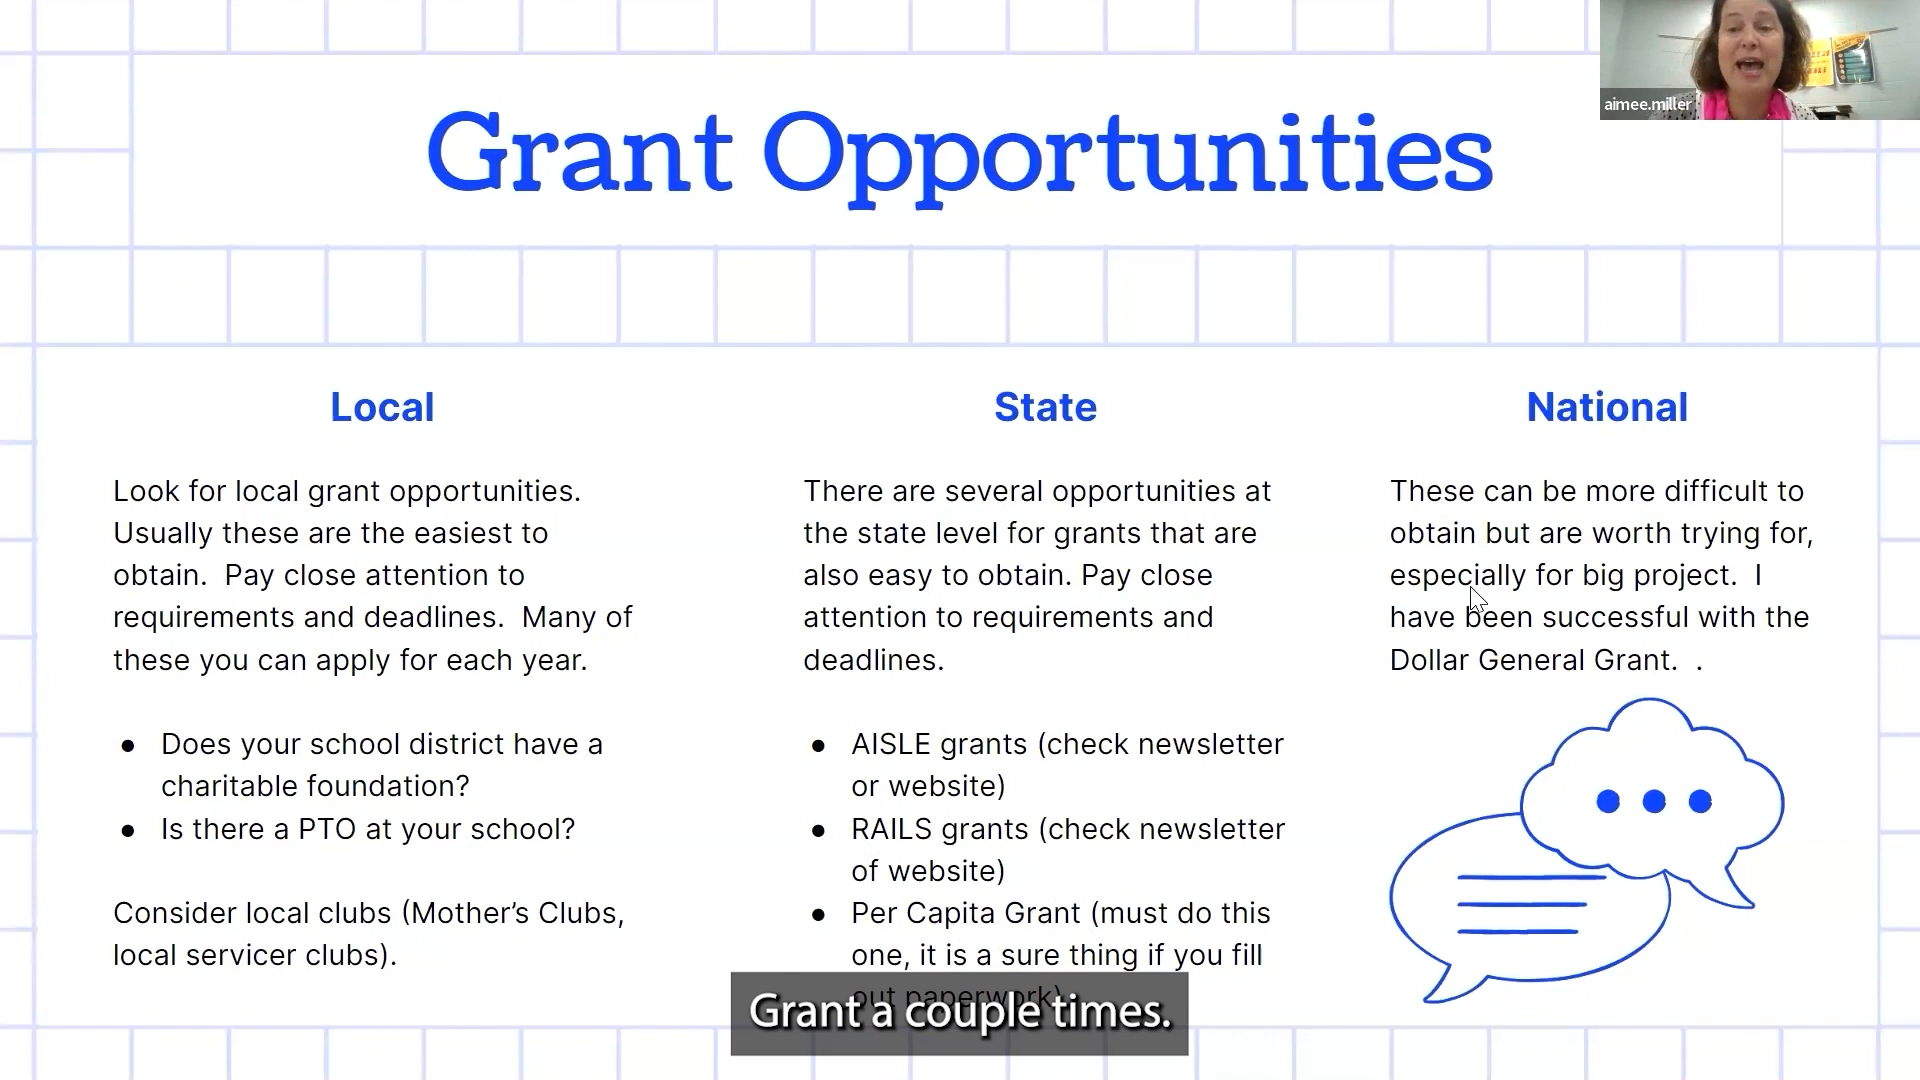 Grant Opportunities
aimee.miller
Local
Look for local grant opportunities.
Usually these are the easiest to
obtain.  Pay close attention to
requirements and deadlines.  Many of
these you can apply for each year.
● Does your school district have a
charitable foundation?
● Is there a PTO at your school?
Consider local clubs (Mother’s Clubs,
local servicer clubs).
State
There are several opportunities at
the state level for grants that are
also easy to obtain. Pay close
attention to requirements and
deadlines.
● AISLE grants (check newsletter
or website)
● RAILS grants (check newsletter
of website)
● Per Capita Grant (must do this
one, it is a sure thing if you fill
out paperwork)
National
These can be more difficult to
obtain but are worth trying for,
especially for big project.  I
have been successful with the
Dollar General Grant.  .
Grant a couple times.